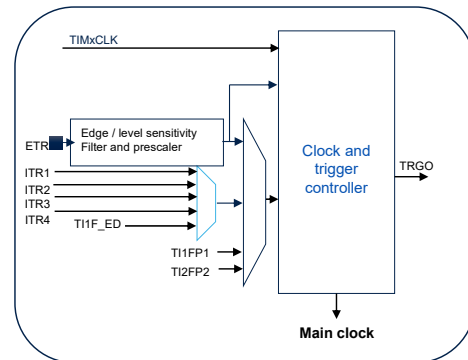 TIMxCLK
Edge / level sensitivity
Filter and prescaler
ETR
ITR1
ITR2
ITR3
ITR4
TI1F_ED
TI1FP1
TI2FP2
Clock and
trigger
controller
TRGO
Main clock